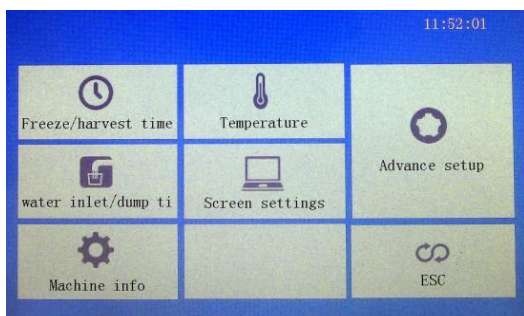 11:52:01
Freeze/harvest time
Temperature
Advance setup
water inlet/dump ti
Screen settings
Machine info
ESC